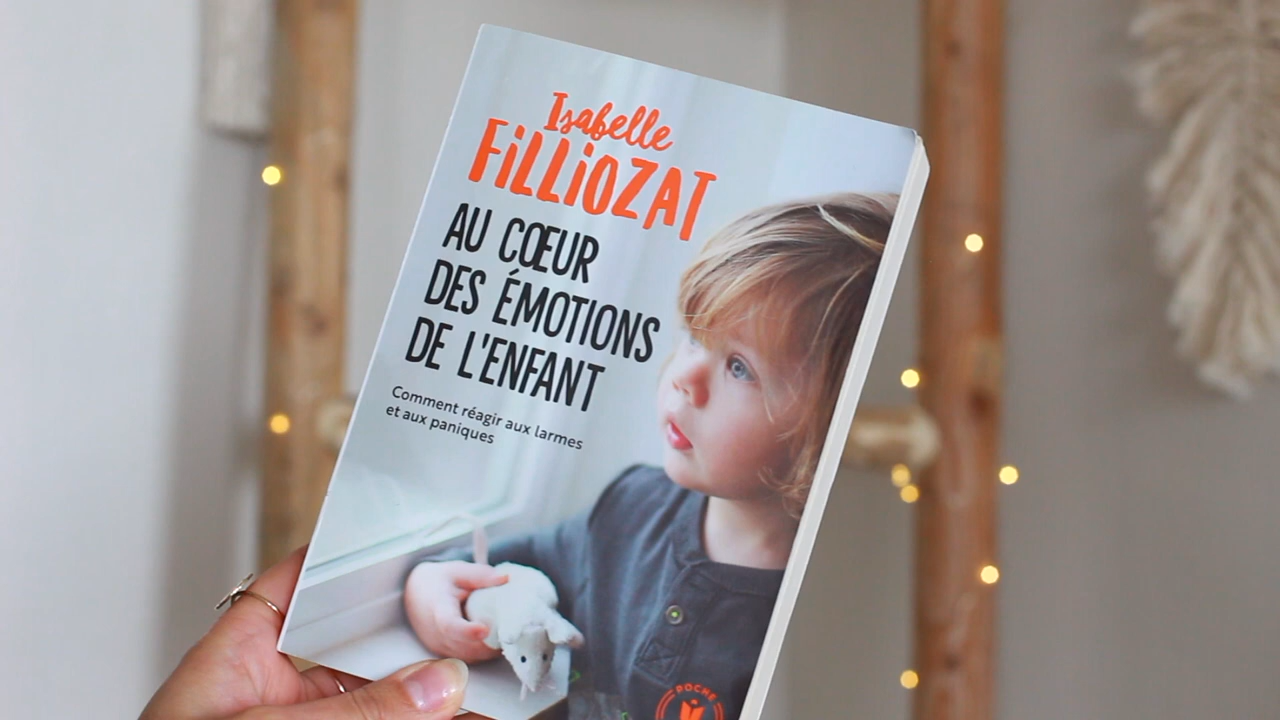 Isabelle
FiLLiOZAT
AU CŒUR
DES ÉMOTIONS
DE L'ENFANT
Comment réagir aux larmes
et aux paniques
POCHE